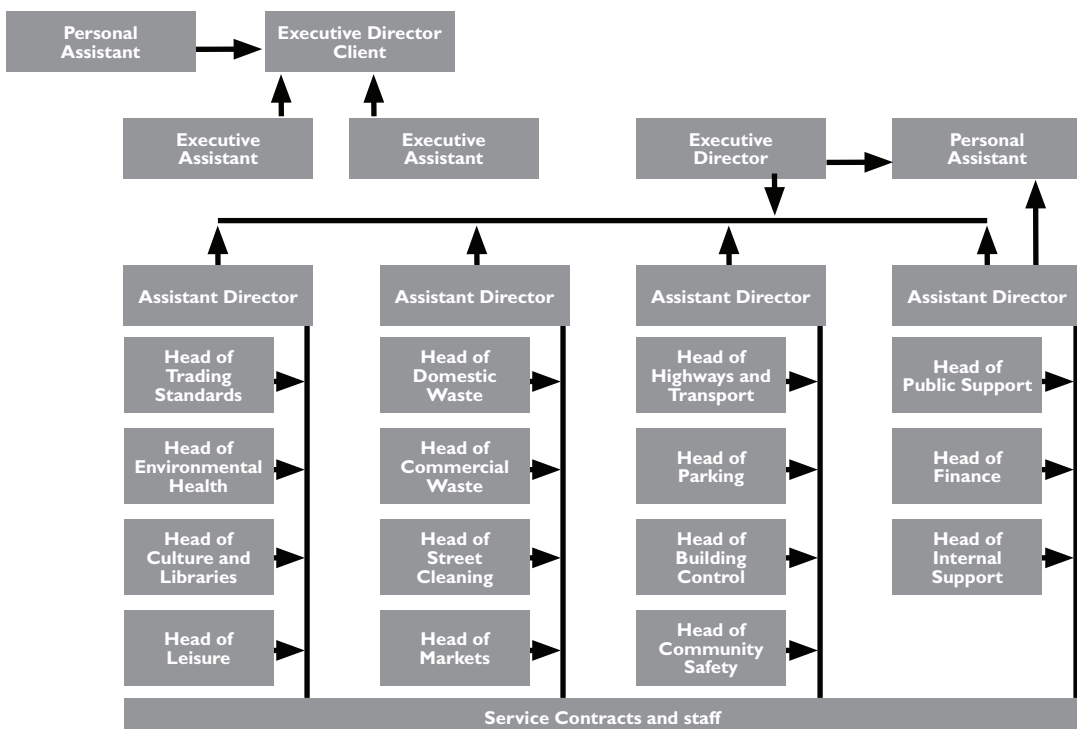 Personal
Assistant
Executive Director
Client
Executive
Assistant
Executive
Assistant
Executive
Director
Personal
Assistant
Assistant Director
Assistant Director
Assistant Director
Assistant Director
Head of
Trading
Standards
Head of
Domestic
Waste
Head of
Highways and
Transport
Head of
Public Support
Head of
Environmental
Health
Head of
Commercial
Waste
Head of
Parking
Head of
Finance
Head of
Culture and
Libraries
Head of
Street
Cleaning
Head of
Building
Control
Head of
Internal
Support
Head of
Leisure
Head of
Markets
Head of
Community
Safety
Service Contracts and staff